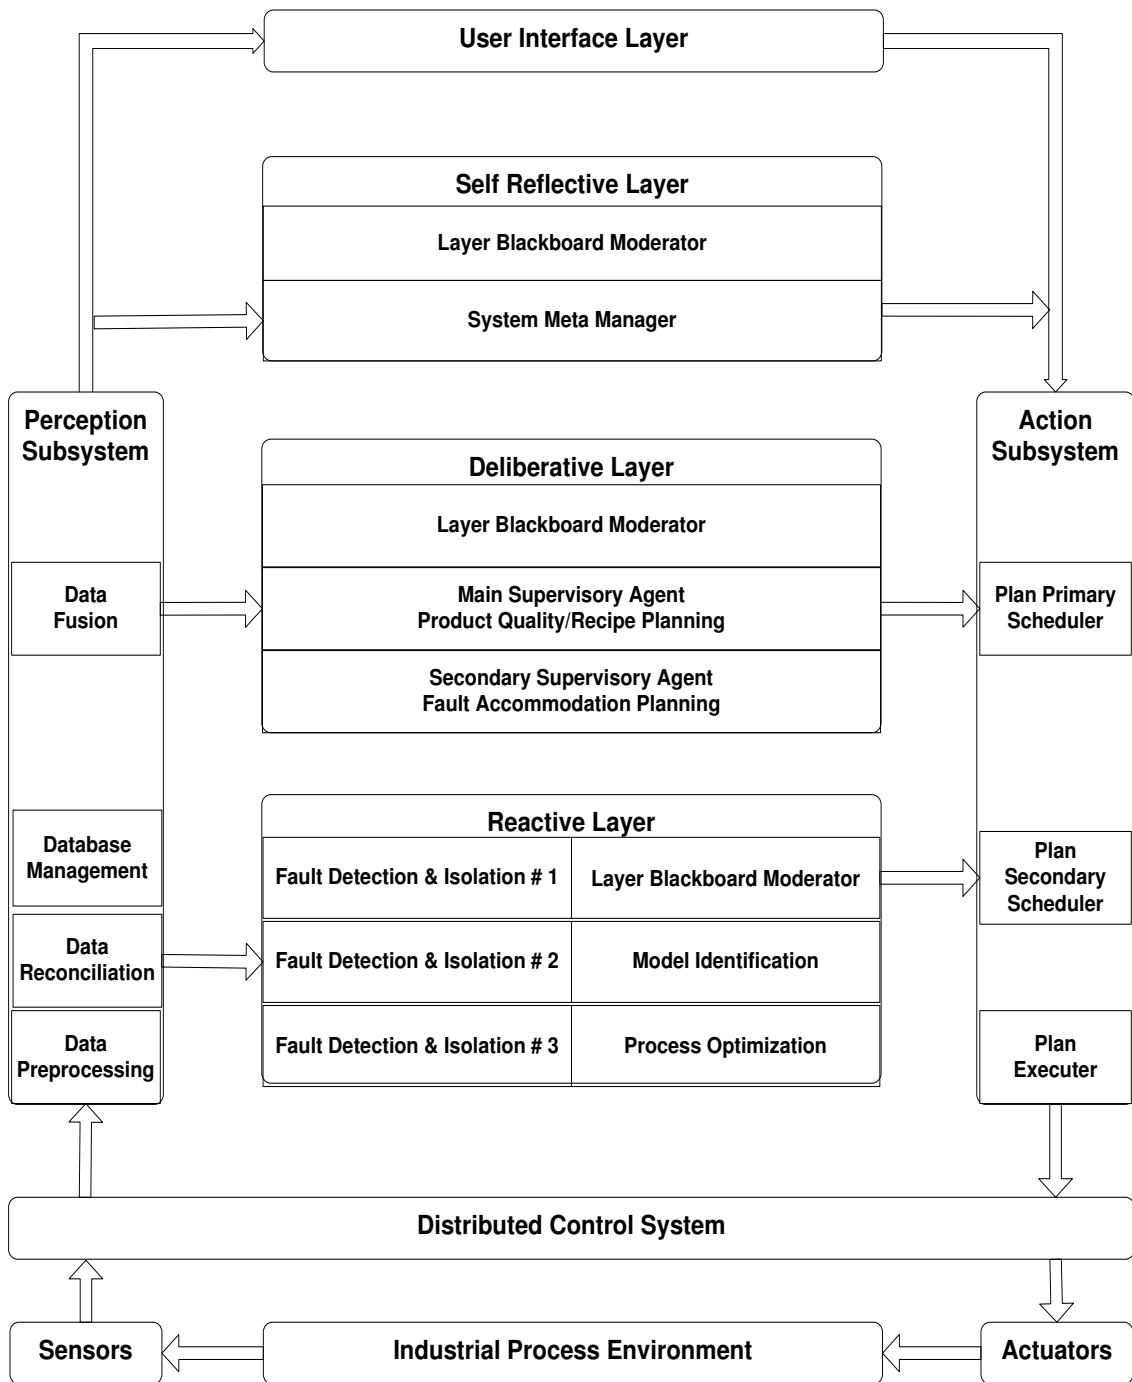 User Interface Layer
Self Reflective Layer
Layer Blackboard Moderator
System Meta Manager
Perception
Subsystem
Data
Fusion
Database
Management
Data
Reconciliation
Data
Preprocessing
Deliberative Layer
Layer Blackboard Moderator
Main Supervisory Agent
Product Quality/Recipe Planning
Secondary Supervisory Agent
Fault Accommodation Planning
Reactive Layer
Fault Detection & Isolation # 1
Layer Blackboard Moderator
Fault Detection & Isolation # 2
Model Identification
Fault Detection & Isolation # 3
Process Optimization
Action
Subsystem
Plan Primary
Scheduler
Plan
Secondary
Scheduler
Plan
Executer
Distributed Control System
Sensors
Industrial Process Environment
Actuators